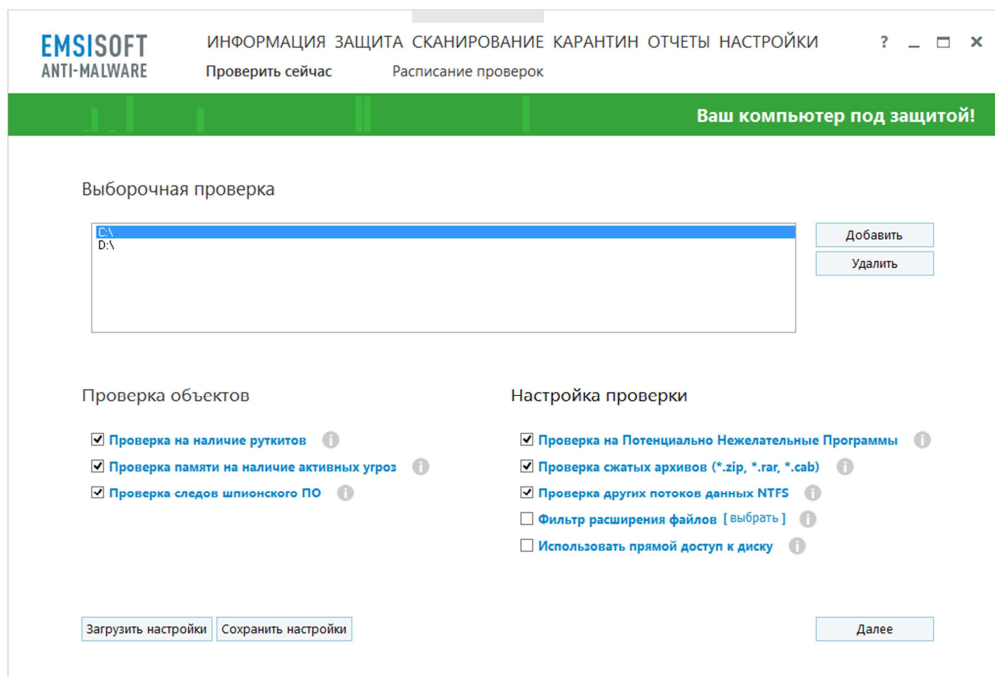 EMSISOFT
ANTI-MALWARE
ИНФОРМАЦИЯ ЗАЩИТА СКАНИРОВАНИЕ КАРАНТИН ОТЧЕТЫ НАСТРОЙКИ ?
Проверить сейчас Расписание проверок
Ваш компьютер под защитой!
Выборочная проверка
C:\
D:\
Добавить
Удалить
Проверка объектов
Проверка на наличие руткитов
Проверка памяти на наличие активных угроз
Проверка следов шпионского ПО
Настройка проверки
Проверка на Потенциально Нежелательные Программы
Проверка сжатых архивов (*.zip, *.rar, *.cab)
Проверка других потоков данных NTFS
Фильтр расширения файлов [ выбрать ]
Использовать прямой доступ к диску
Загрузить настройки Сохранить настройки Далее